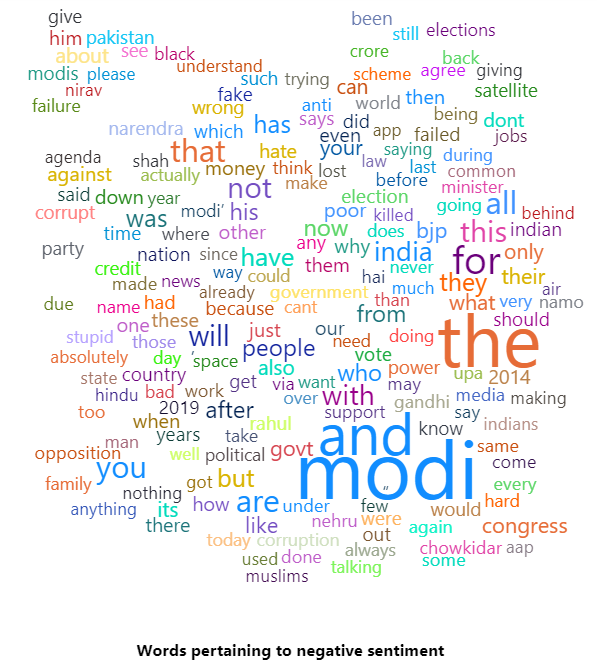 give been still elections
him pakistan crore
about see black back
modis please understand such trying scheme agree giving
nirav fake can satellite
failure wrong anti world then being
narendra which has says did app dont
that your even failed jobs
agenda shah hate saying during
against actually money think lost law last common
said down year not make before minister
corrupt was modi’ his election going all behind
time where other now poor killed this indian
party nation since any why does bjp
credit have them india for only
made news way could hai never they their air
due name had already government much what very namo
these because cant than from should
one will just our doing the
stupid those ‘ people need
absolutely day space also vote power upa 2014
state country get via want who may
hindu bad work over with gandhi media making
too 2019 after support say
when rahul know indians
man years take and same
opposition well political govt modi come
family you nothing got but “ every
anything its how are under few would hard
there like nehru were again congress
today corruption out
used done always chowkidar aap
muslims talking some
Words pertaining to negative sentiment